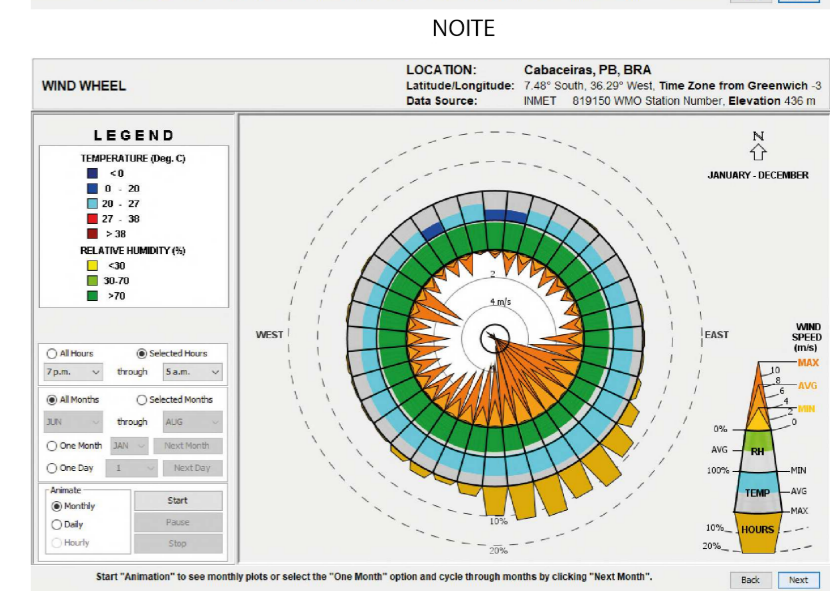 NOITE
WIND WHEEL
LOCATION: Cabaceiras, PB, BRA
Latitude/Longitude: 7.48° South, 36.29° West, Time Zone from Greenwich -3
Data Source: INMET 819150 WMO Station Number, Elevation 436 m
LEGEND
TEMPERATURE (Deg. C)
< 0
0 - 20
20 - 27
27 - 38
> 38
RELATIVE HUMIDITY (%)
<30
30-70
>70
All Hours Selected Hours
7 p.m. through 5 a.m.
All Months Selected Months
JUN through AUG
One Month JAN Next Month
One Day 1 Next Day
Animate
Monthly Start
Daily Pause
Hourly Stop
N
JANUARY - DECEMBER
WEST
EAST
2
4 m/s
10%
20%
WIND
SPEED
(m/s)
MAX
10
8
AVG
6
4
MIN
2
0
0%
AVG RH
100% MIN
TEMP AVG
MAX
10% HOURS
20%
Start "Animation" to see monthly plots or select the "One Month" option and cycle through months by clicking "Next Month".
Back Next